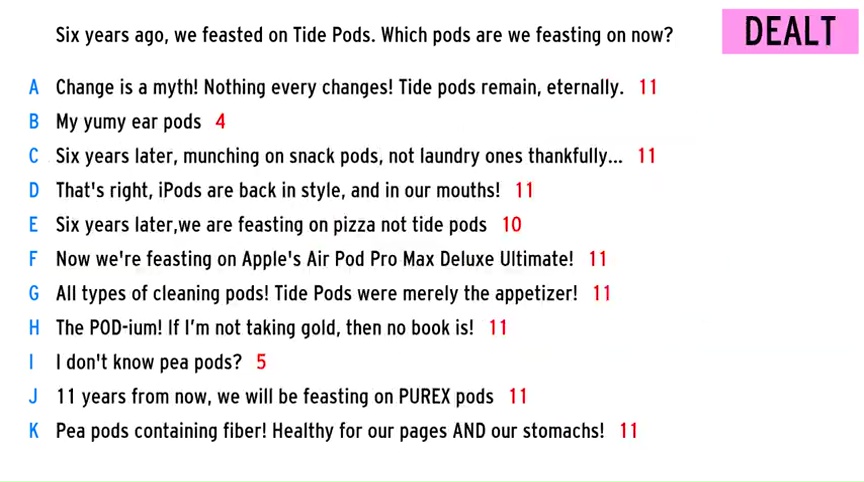 Six years ago, we feasted on Tide Pods. Which pods are we feasting on now?
DEALT
A Change is a myth! Nothing every changes! Tide pods remain, eternally. 11
B My yumy ear pods 4
C Six years later, munching on snack pods, not laundry ones thankfully... 11
D That's right, iPods are back in style, and in our mouths! 11
E Six years later,we are feasting on pizza not tide pods 10
F Now we're feasting on Apple's Air Pod Pro Max Deluxe Ultimate! 11
G All types of cleaning pods! Tide Pods were merely the appetizer! 11
H The POD-ium! If I'm not taking gold, then no book is! 11
I I don't know pea pods? 5
J 11 years from now, we will be feasting on PUREX pods 11
K Pea pods containing fiber! Healthy for our pages AND our stomachs! 11